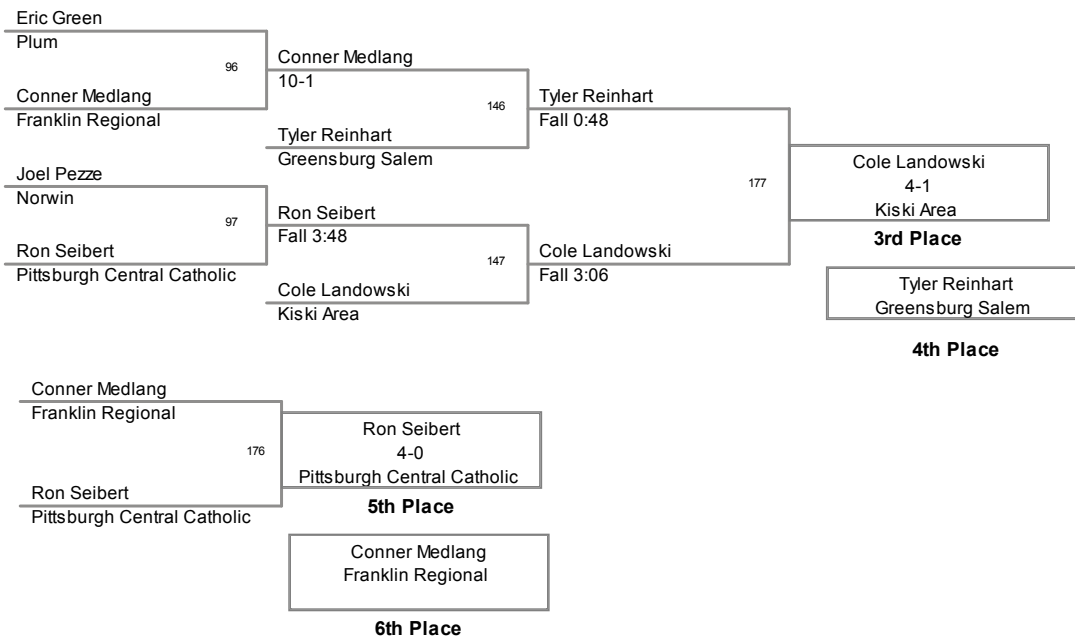 Eric Green
Plum
96
Conner Medlang
Franklin Regional
Conner Medlang
10-1
146
Tyler Reinhart
Greensburg Salem
Tyler Reinhart
Fall 0:48
Joel Pezze
Norwin
97
Ron Seibert
Pittsburgh Central Catholic
Ron Seibert
Fall 3:48
147
Cole Landowski
Kiski Area
Cole Landowski
Fall 3:06
177
Cole Landowski
4-1
Kiski Area
3rd Place
Tyler Reinhart
Greensburg Salem
4th Place
Conner Medlang
Franklin Regional
176
Ron Seibert
Pittsburgh Central Catholic
Ron Seibert
4-0
Pittsburgh Central Catholic
5th Place
Conner Medlang
Franklin Regional
6th Place